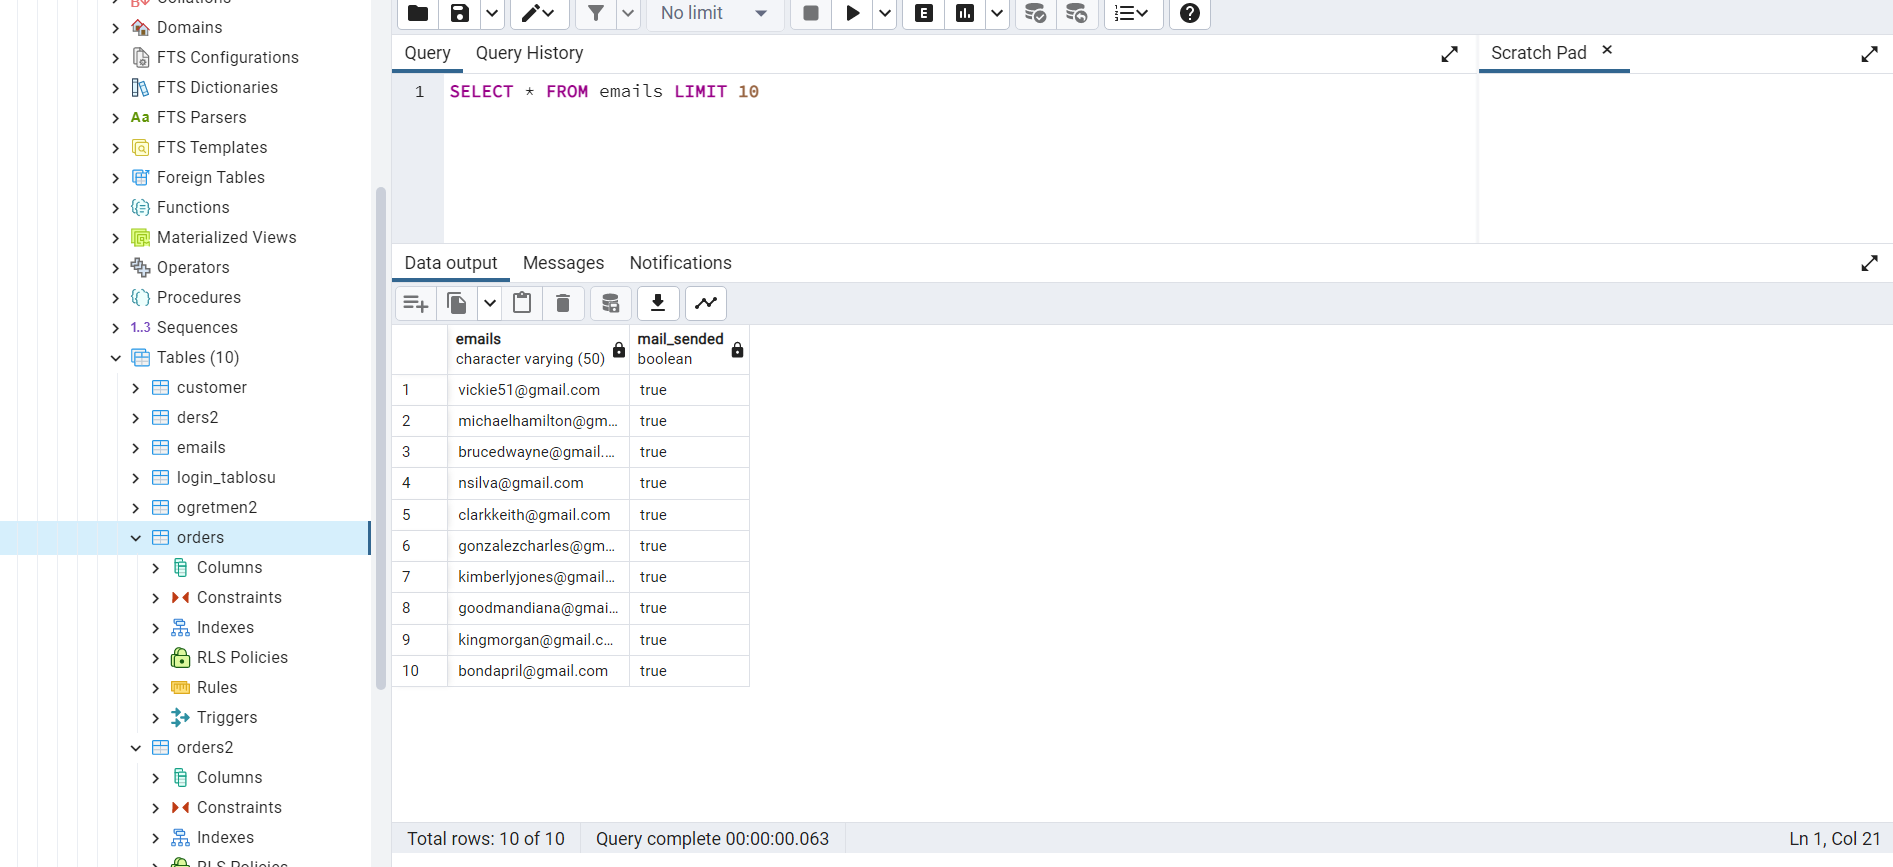 Collations
Domains
FTS Configurations
FTS Dictionaries
Aa FTS Parsers
FTS Templates
Foreign Tables
Functions
Materialized Views
Operators
Procedures
1..3 Sequences
Tables (10)
customer
ders2
emails
login_tablosu
ogretmen2
orders
Columns
Constraints
Indexes
RLS Policies
Rules
Triggers
orders2
Columns
Constraints
Indexes
RLS Policies
No limit
E
Query Query History
Scratch Pad
1 SELECT * FROM emails LIMIT 10
Data output Messages Notifications
emails mail_sended
character varying (50) boolean
1 vickie51@gmail.com true
2 michaelhamilton@gm... true
3 brucedwayne@gmail.... true
4 nsilva@gmail.com true
5 clarkkeith@gmail.com true
6 gonzalezcharles@gm... true
7 kimberlyjones@gmail... true
8 goodmandiana@gmai... true
9 kingmorgan@gmail.c... true
10 bondapril@gmail.com true
Total rows: 10 of 10 Query complete 00:00:00.063 Ln 1, Col 21